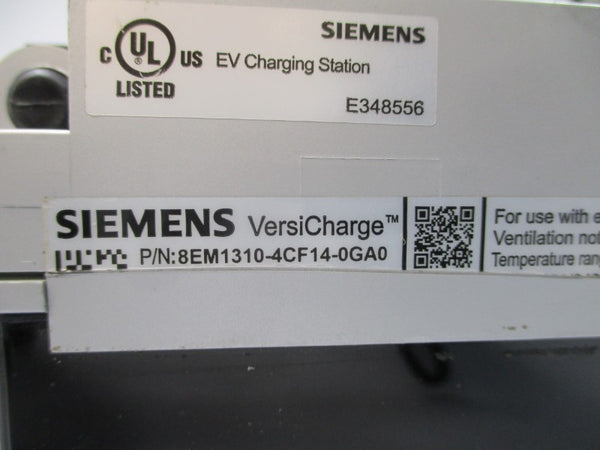 C UL ® US
LISTED
SIEMENS
EV Charging Station
E348556
SIEMENS VersiCharge™
P/N:8EM1310-4CF14-0GA0
For use with e
Ventilation not
Temperature rang